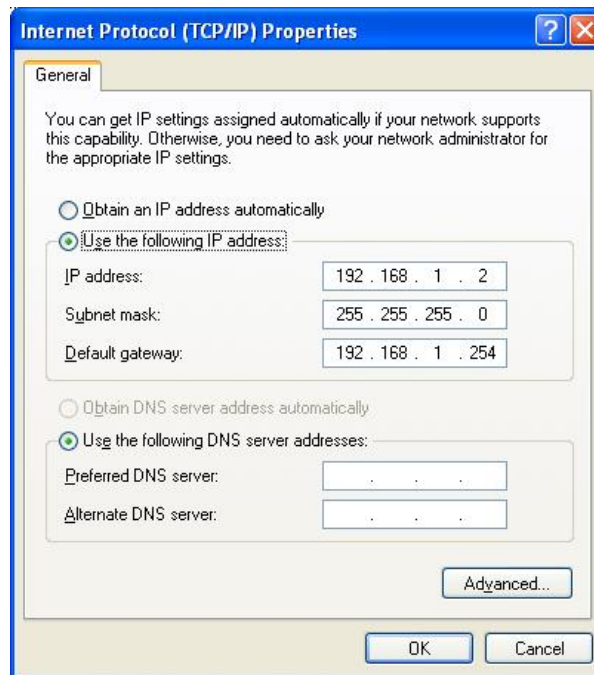 Internet Protocol (TCP/IP) Properties
General
You can get IP settings assigned automatically if your network supports
this capability. Otherwise, you need to ask your network administrator for
the appropriate IP settings.
Obtain an IP address automatically
Use the following IP address:
IP address: 192 . 168 . 1 . 2
Subnet mask: 255 . 255 . 255 . 0
Default gateway: 192 . 168 . 1 . 254
Obtain DNS server address automatically
Use the following DNS server addresses:
Preferred DNS server: . . .
Alternate DNS server: . . .
Advanced...
OK Cancel